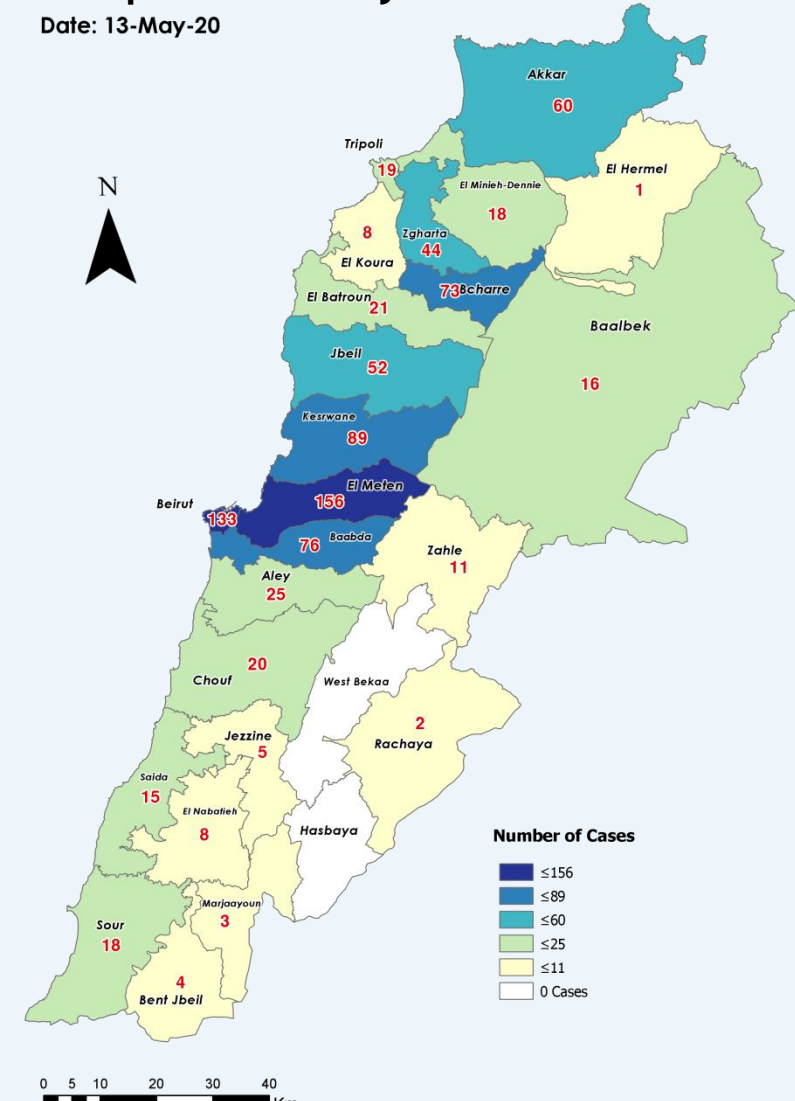 Date: 13-May-20
Akkar
60
Tripoli
19
El Hermel
1
N
El Minieh-Dennie
18
8
Zgharta
44
El Koura
73
Bcharre
El Batroun
21
Baalbek
16
Jbeil
52
Kesrwane
89
El Meten
156
Beirut
133
76
Baabda
Zahle
11
Aley
25
20
Chouf
West Bekaa
2
Rachaya
Jezzine
5
Saida
15
El Nabatieh
8
Hasbaya
Number of Cases
≤156
≤89
≤60
≤25
≤11
0 Cases
Marjaayoun
3
Sour
18
4
Bent Jbeil
0 5 10 20 30 40
Km